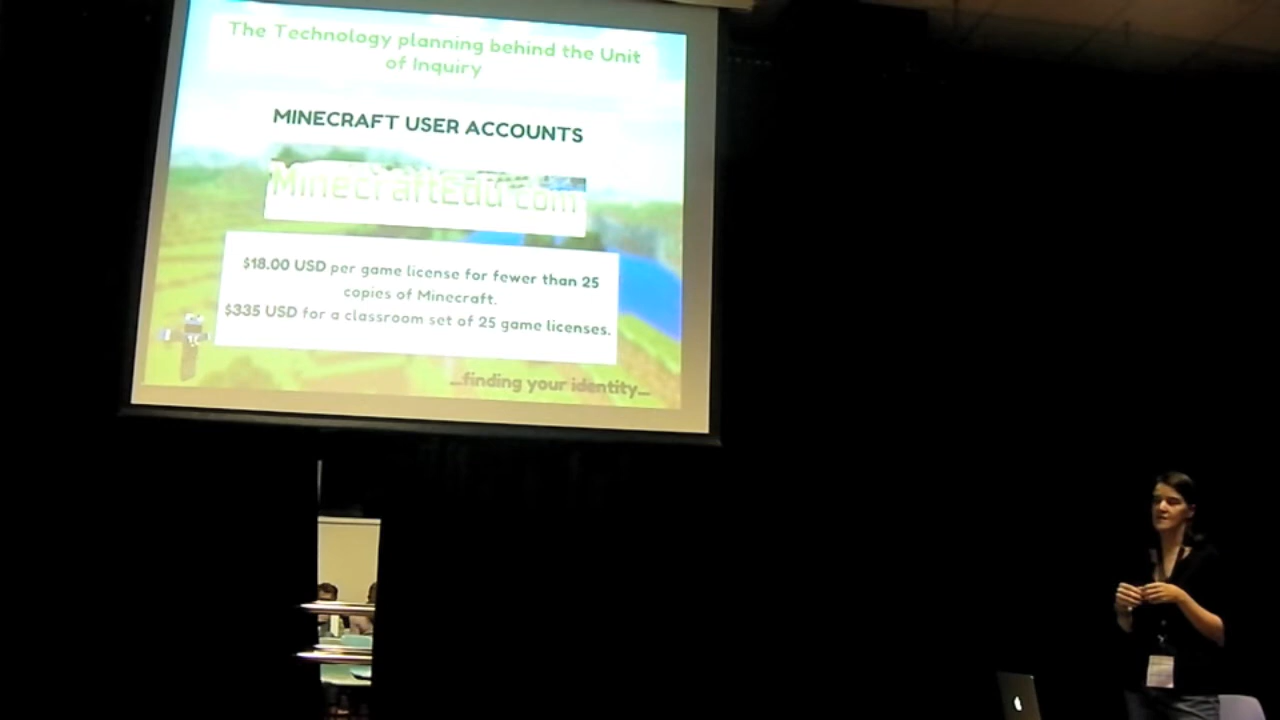 The Technology planning behind the Unit
of Inquiry
MINECRAFT USER ACCOUNTS
MinecraftEdu.com
$18.00 USD per game license for fewer than 25
copies of Minecraft.
$335 USD for a classroom set of 25 game licenses.
...finding your identity...